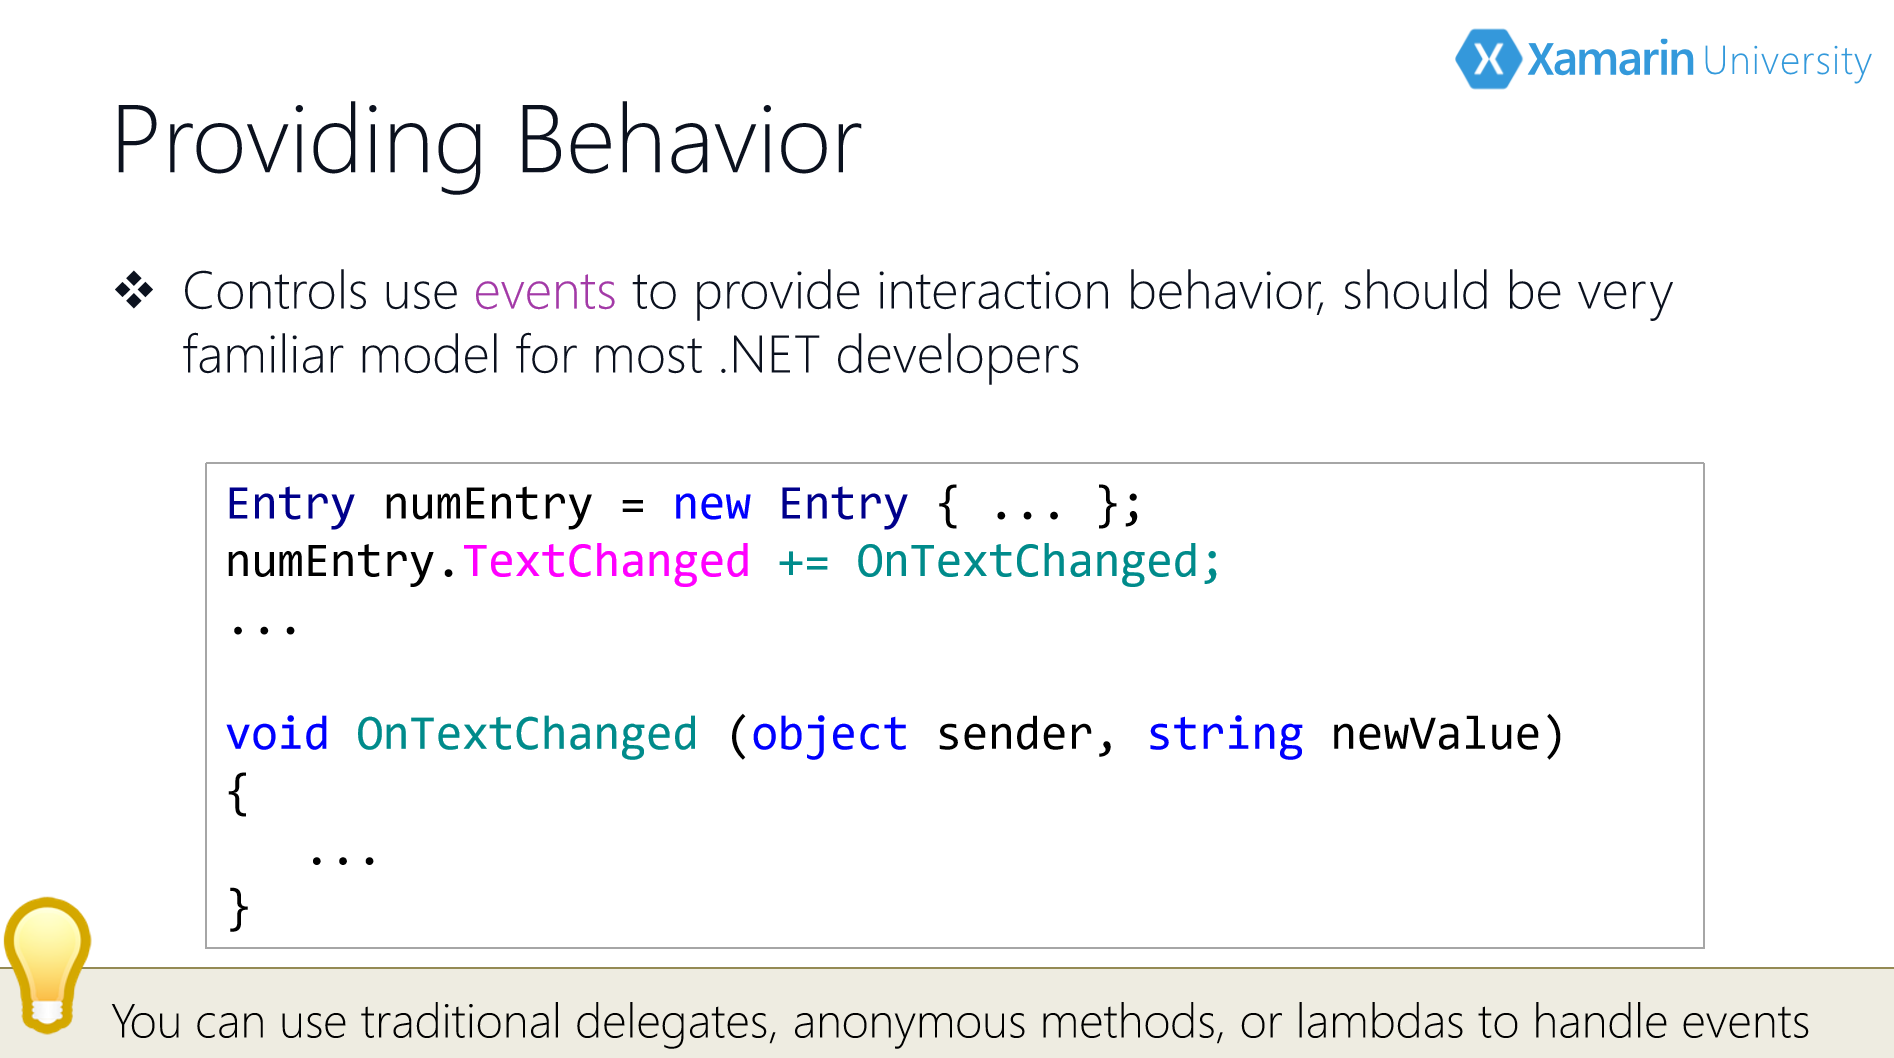 Xamarin University
Providing Behavior
❖ Controls use events to provide interaction behavior, should be very
familiar model for most .NET developers
Entry numEntry = new Entry { ... };
numEntry.TextChanged += OnTextChanged;
...
void OnTextChanged (object sender, string newValue)
{
   ...
}
You can use traditional delegates, anonymous methods, or lambdas to handle events